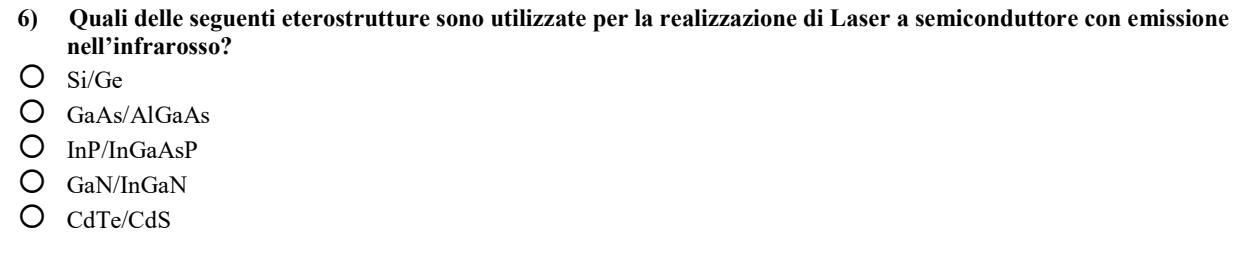 6) Quali delle seguenti eterostrutture sono utilizzate per la realizzazione di Laser a semiconduttore con emissione
nell’infrarosso?
Si/Ge
GaAs/AlGaAs
InP/InGaAsP
GaN/InGaN
CdTe/CdS